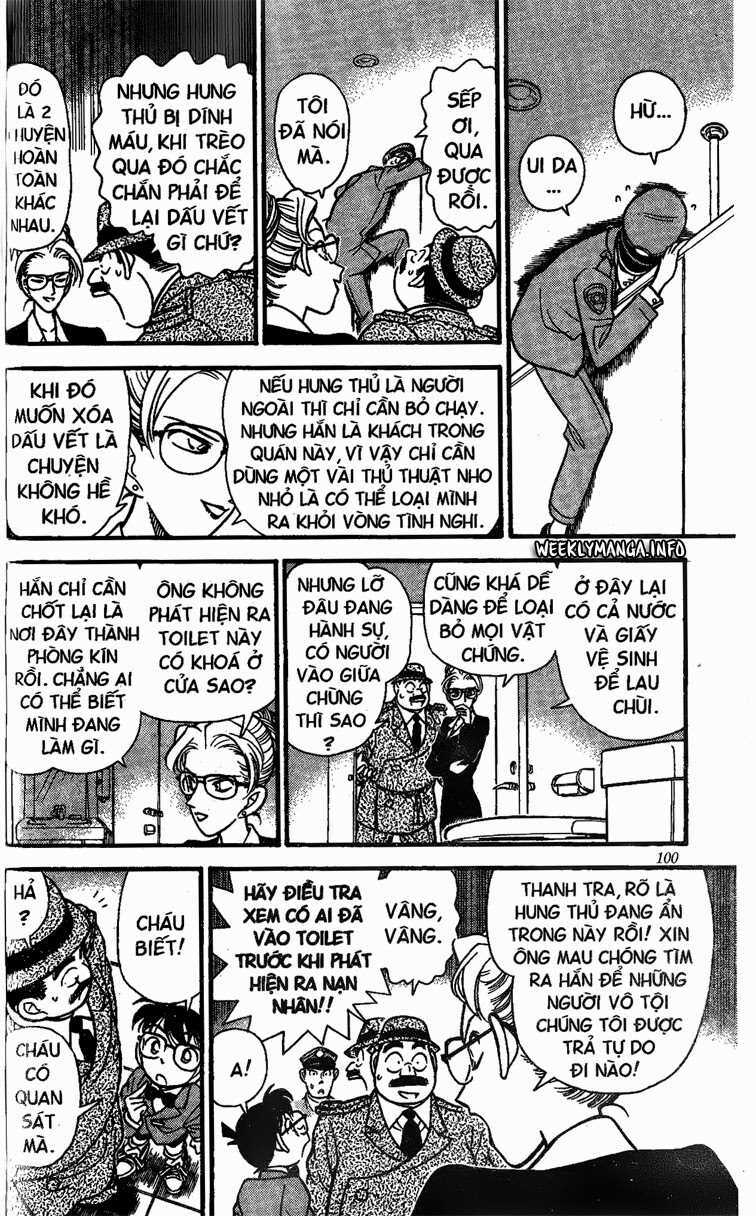 HỪ...
UI DA
...
SẾP
ƠI,
QUA
ĐƯỢC
RỒI.
TÔI
ĐÃ NÓI
MÀ.
NHƯNG HUNG
THỦ BỊ DÍNH
MÁU, KHI TRÈO
QUA ĐÓ CHẮC
CHẮN PHẢI ĐỂ
LẠI DẤU VẾT
GÌ CHỨ?
ĐÓ
LÀ 2
HUYỆN
HOÀN
TOÀN
KHÁC
NHAU.
NẾU HUNG THỦ LÀ NGƯỜI
NGOÀI THÌ CHỈ CẦN BỎ CHẠY.
NHƯNG HẮN LÀ KHÁCH TRONG
QUÁN NÀY, VÌ VẬY CHỈ CẦN
DÙNG MỘT VÀI THỦ THUẬT NHO
NHỎ LÀ CÓ THỂ LOẠI MÌNH
RA KHỎI VÒNG TÌNH NGHI.
KHI ĐÓ
MUỐN XÓA
DẤU VẾT LÀ
CHUYỆN
KHÔNG HỀ
KHÓ.
WEEKLYMANGA.INFO
Ở ĐÂY LẠI
CÓ CẢ NƯỚC
VÀ GIẤY
VỆ SINH
ĐỂ LAU
CHÙI.
CŨNG KHÁ DỄ
DÀNG ĐỂ LOẠI
BỎ MỌI VẬT
CHỨNG.
NHƯNG LỠ
ĐÂU ĐANG
HÀNH SỰ,
CÓ NGƯỜI
VÀO GIỮA
CHỪNG
THÌ SAO
?
ÔNG KHÔNG
PHÁT HIỆN RA
TOILET NÀY
CÓ KHOÁ Ở
CỬA SAO?
HẮN CHỈ CẦN
CHỐT LẠI LÀ
NƠI ĐÂY THÀNH
PHÒNG KÍN
RỒI. CHẲNG AI
CÓ THỂ BIẾT
MÌNH ĐANG
LÀM GÌ.
100
THANH TRA, RÕ LÀ
HUNG THỦ ĐANG ẨN
TRONG NÀY RỒI! XIN
ÔNG MAU CHÓNG TÌM
RA HẮN ĐỂ NHỮNG
NGƯỜI VÔ TỘI
CHÚNG TÔI ĐƯỢC
TRẢ TỰ DO
ĐI NÀO!
VÂNG,
VÂNG.
HÃY ĐIỀU TRA
XEM CÓ AI ĐÃ
VÀO TOILET
TRƯỚC KHI PHÁT
HIỆN RA NẠN
NHÂN!!
A!
CHÁU
BIẾT!
HẢ
?
CHÁU
CÓ
QUAN
SÁT
MÀ.